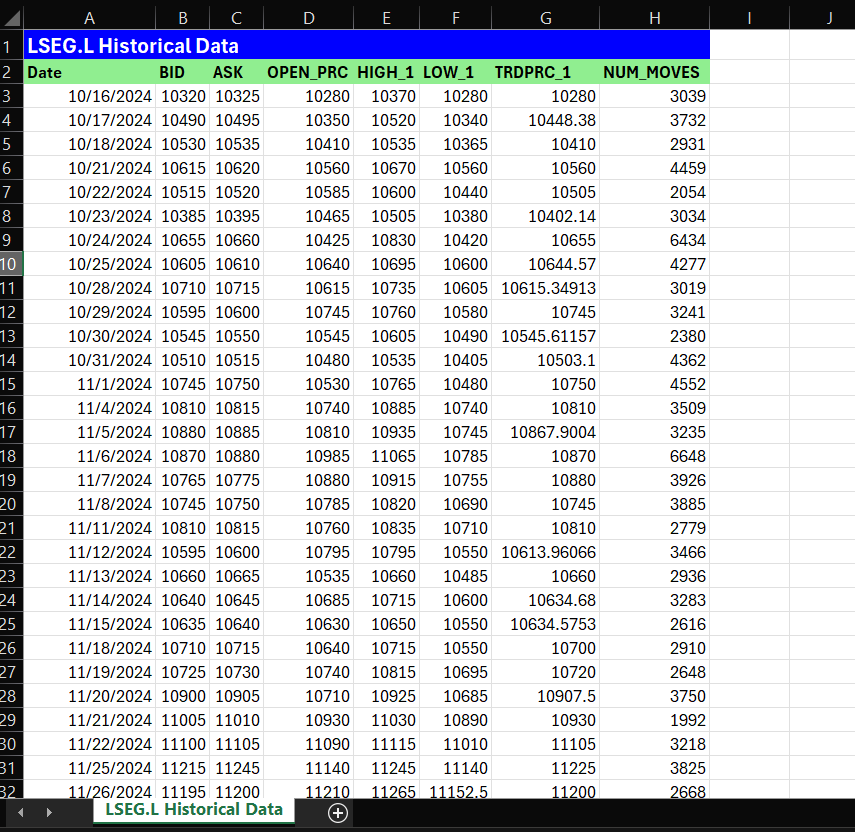 A B C D E F G H I J
1 LSEG.L Historical Data
2 Date BID ASK OPEN_PRC HIGH_1 LOW_1 TRDPRC_1 NUM_MOVES
3 10/16/2024 10320 10325 10280 10370 10280 10280 3039
4 10/17/2024 10490 10495 10350 10520 10340 10448.38 3732
5 10/18/2024 10530 10535 10410 10535 10365 10410 2931
6 10/21/2024 10615 10620 10560 10670 10560 10560 4459
7 10/22/2024 10515 10520 10585 10600 10440 10505 2054
8 10/23/2024 10385 10395 10465 10505 10380 10402.14 3034
9 10/24/2024 10655 10660 10425 10830 10420 10655 6434
10 10/25/2024 10605 10610 10640 10695 10600 10644.57 4277
11 10/28/2024 10710 10715 10615 10735 10605 10615.34913 3019
12 10/29/2024 10595 10600 10745 10760 10580 10745 3241
13 10/30/2024 10545 10550 10545 10605 10490 10545.61157 2380
14 10/31/2024 10510 10515 10480 10535 10405 10503.1 4362
15 11/1/2024 10745 10750 10530 10765 10480 10750 4552
16 11/4/2024 10810 10815 10740 10885 10740 10810 3509
17 11/5/2024 10880 10885 10810 10935 10745 10867.9004 3235
18 11/6/2024 10870 10880 10985 11065 10785 10870 6648
19 11/7/2024 10765 10775 10880 10915 10755 10880 3926
20 11/8/2024 10745 10750 10785 10820 10690 10745 3885
21 11/11/2024 10810 10815 10760 10835 10710 10810 2779
22 11/12/2024 10595 10600 10795 10795 10550 10613.96066 3466
23 11/13/2024 10660 10665 10535 10660 10485 10660 2936
24 11/14/2024 10640 10645 10685 10715 10600 10634.68 3283
25 11/15/2024 10635 10640 10630 10650 10550 10634.5753 2616
26 11/18/2024 10710 10715 10640 10715 10550 10700 2910
27 11/19/2024 10725 10730 10740 10815 10695 10720 2648
28 11/20/2024 10900 10905 10710 10925 10685 10907.5 3750
29 11/21/2024 11005 11010 10930 11030 10890 10930 1992
30 11/22/2024 11100 11105 11090 11115 11010 11105 3218
31 11/25/2024 11215 11245 11140 11245 11140 11225 3825
32 11/26/2024 11195 11200 11210 11265 11152.5 11200 2668
LSEG.L Historical Data